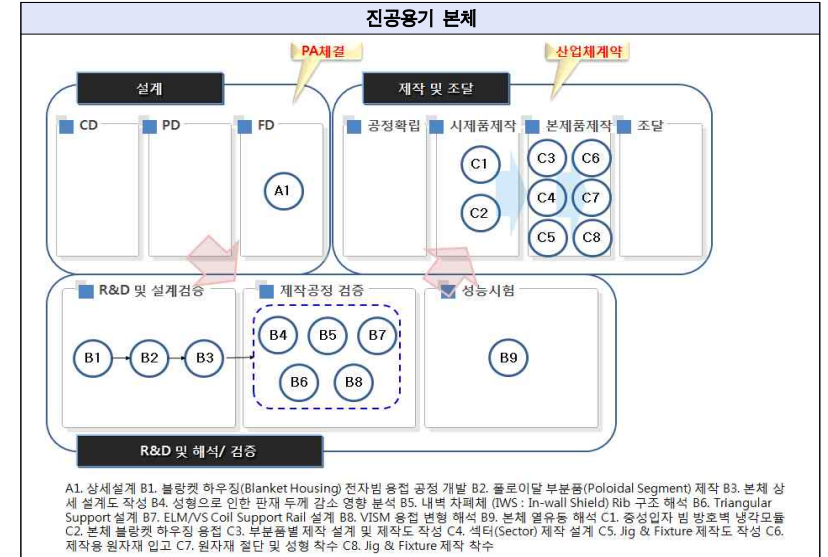 진공용기 본체
PA체결
산업체계약
설계
제작 및 조달
CD
PD
FD
공정확립
시제품제작
본제품제작
조달
A1
C1
C2
C3
C6
C4
C7
C5
C8
R&D 및 설계검증
제작공정 검증
성능시험
B1
B2
B3
B4
B5
B7
B6
B8
B9
R&D 및 해석/ 검증
A1. 상세설계 B1. 블랑켓 하우징(Blanket Housing) 전자빔 용접 공정 개발 B2. 폴로이달 부분품(Poloidal Segment) 제작 B3. 본체 상
세 설계도 작성 B4. 성형으로 인한 판재 두께 감소 영향 분석 B5. 내벽 차폐체 (IWS : In-wall Shield) Rib 구조 해석 B6. Triangular
Support 설계 B7. ELM/VS Coil Support Rail 설계 B8. VISM 용접 변형 해석 B9. 본체 열유동 해석 C1. 중성입자 빔 방호벽 냉각모듈
C2. 본체 블랑켓 하우징 용접 C3. 부분품별 제작 설계 및 제작도 작성 C4. 섹터(Sector) 제작 설계 C5. Jig & Fixture 제작도 작성 C6.
제작용 원자재 입고 C7. 원자재 절단 및 성형 착수 C8. Jig & Fixture 제작 착수